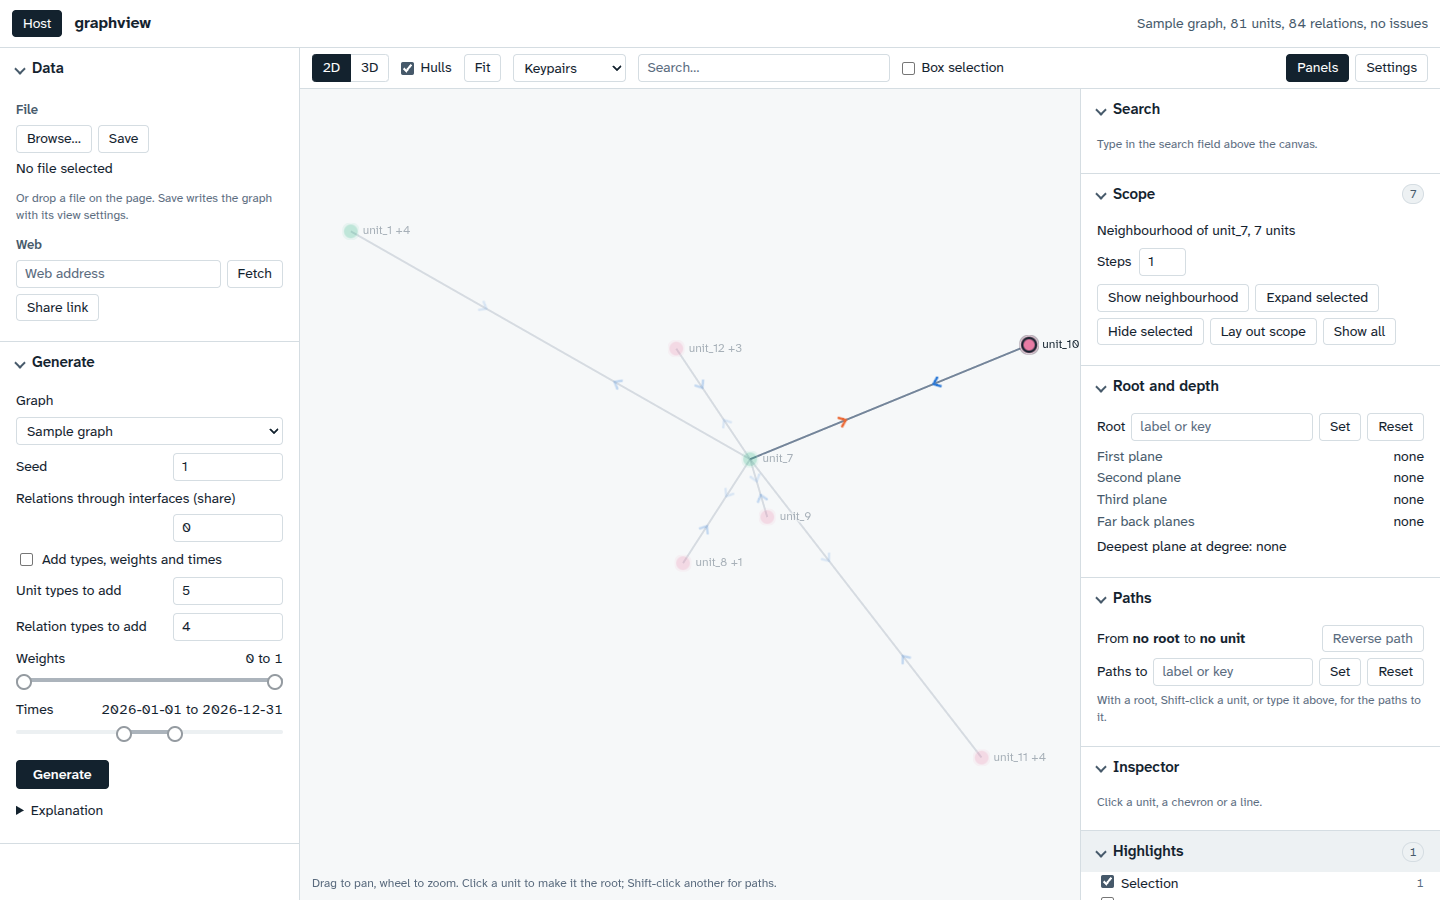 Host graphview Sample graph, 81 units, 84 relations, no issues
Data
File
Browse... Save
No file selected
Or drop a file on the page. Save writes the graph
with its view settings.
Web
Web address Fetch
Share link
Generate
Graph
Sample graph
Seed 1
Relations through interfaces (share)
0
Add types, weights and times
Unit types to add 5
Relation types to add 4
Weights 0 to 1
Times 2026-01-01 to 2026-12-31
Generate
Explanation
2D 3D Hulls Fit Keypairs Search... Box selection Panels Settings
unit_1 +4
unit_12 +3
unit_10
unit_7
unit_9
unit_8 +1
unit_11 +4
Drag to pan, wheel to zoom. Click a unit to make it the root; Shift-click another for paths.
Search
Type in the search field above the canvas.
Scope 7
Neighbourhood of unit_7, 7 units
Steps 1
Show neighbourhood Expand selected
Hide selected Lay out scope Show all
Root and depth
Root label or key Set Reset
First plane none
Second plane none
Third plane none
Far back planes none
Deepest plane at degree: none
Paths
From no root to no unit Reverse path
Paths to label or key Set Reset
With a root, Shift-click a unit, or type it above, for the paths to
it.
Inspector
Click a unit, a chevron or a line.
Highlights 1
Selection 1